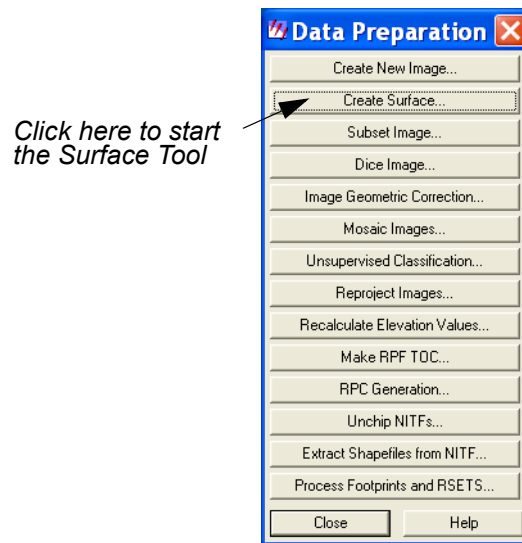 Data Preparation
Create New Image...
Create Surface...
Click here to start
the Surface Tool
Subset Image...
Dice Image...
Image Geometric Correction...
Mosaic Images...
Unsupervised Classification...
Reproject Images...
Recalculate Elevation Values...
Make RPF TOC...
RPC Generation...
Unchip NITFs...
Extract Shapefiles from NITF...
Process Footprints and RSETS...
Close Help